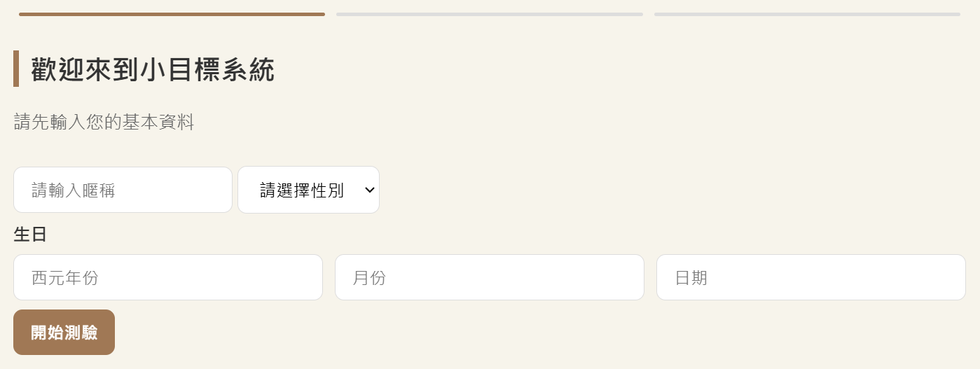 歡迎來到小目標系統
請先輸入您的基本資料
請輸入暱稱 請選擇性別
生日
西元年份 月份 日期
開始測驗